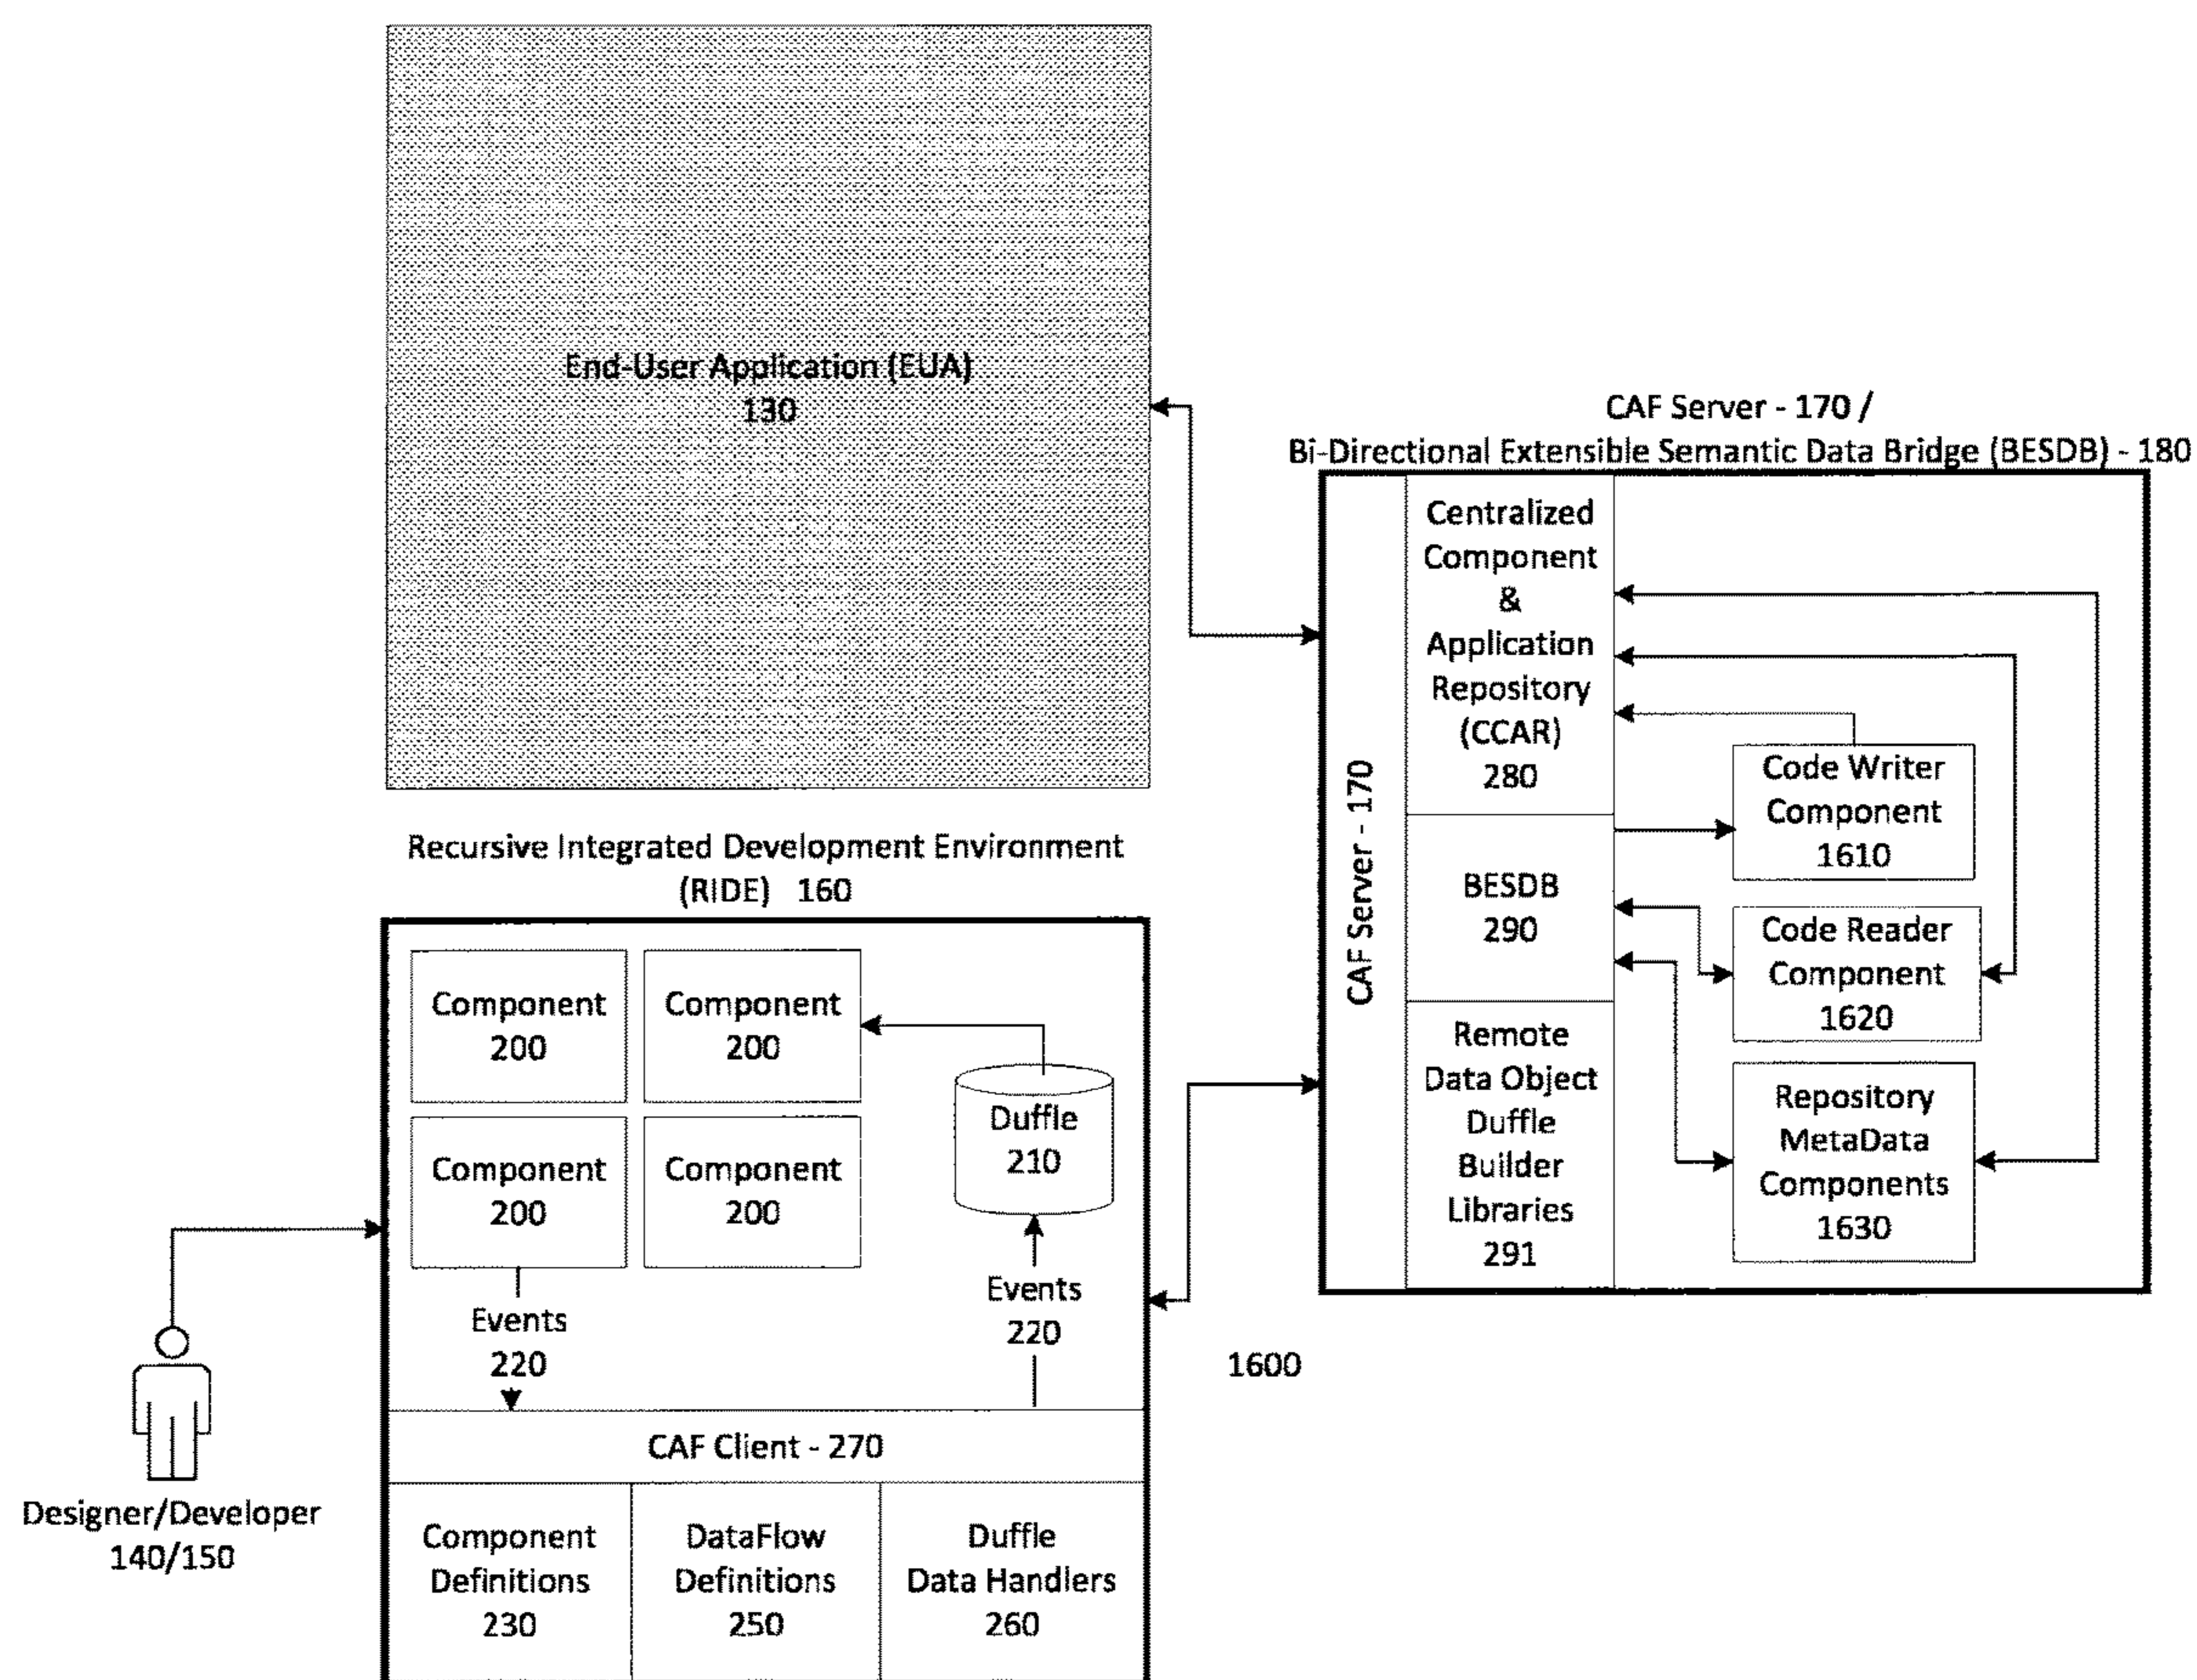 End-User Application (EUA)
130
CAF Server - 170 /
Bi-Directional Extensible Semantic Data Bridge (BESDB) - 180
CAF Server - 170
Centralized
Component
&
Application
Repository
(CCAR)
280
BESDB
290
Remote
Data Object
Duffle
Builder
Libraries
291
Code Writer
Component
1610
Code Reader
Component
1620
Repository
MetaData
Components
1630
Recursive Integrated Development Environment
(RIDE) 160
Component
200
Component
200
Component
200
Component
200
Duffle
210
Events
220
Events
220
1600
CAF Client - 270
Component
Definitions
230
DataFlow
Definitions
250
Duffle
Data Handlers
260
Designer/Developer
140/150